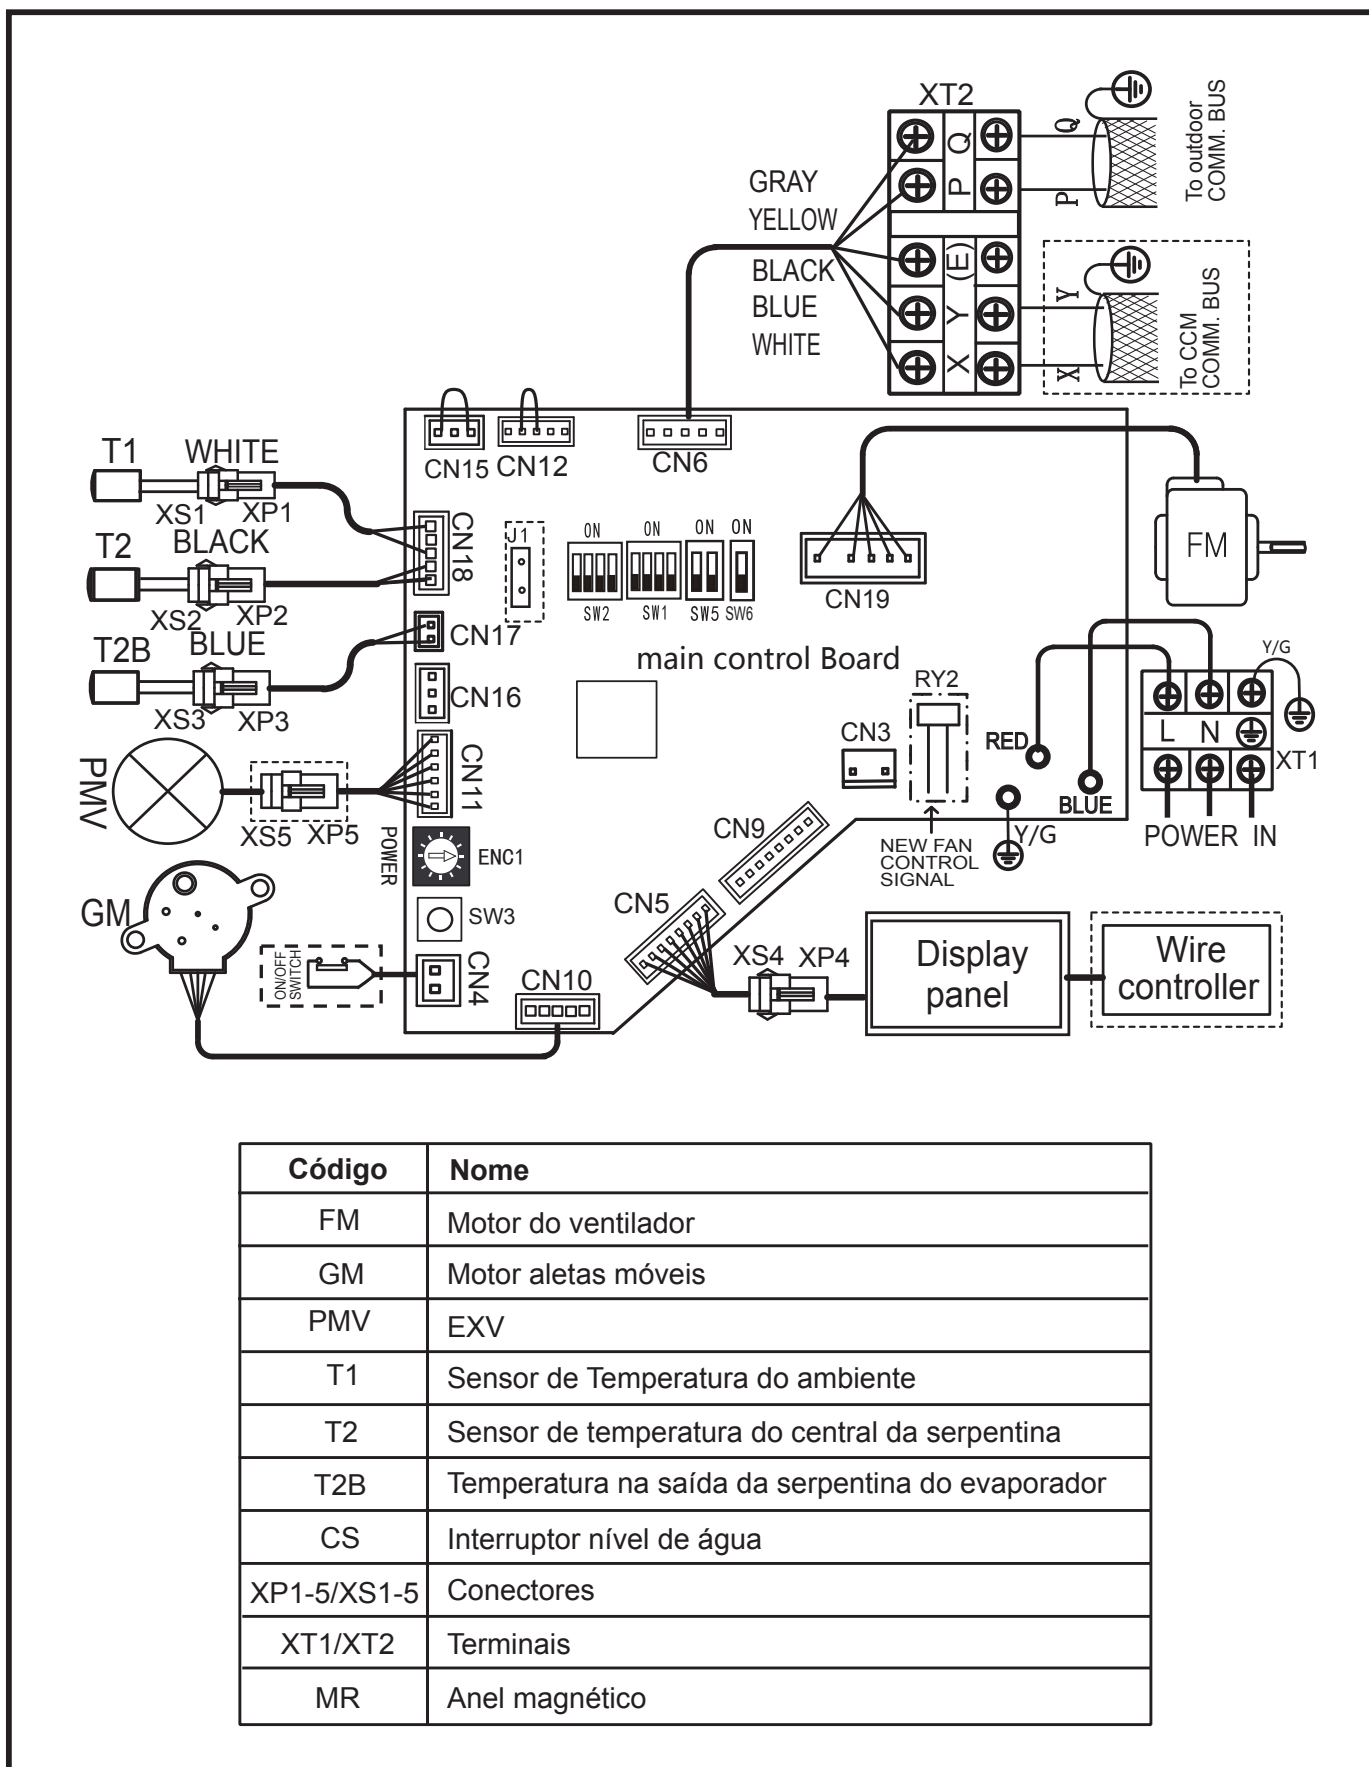 XT2
Q
P
(E)
Y
X
Q
P
To outdoor
COMM. BUS
Y
X
To CCM
COMM. BUS
GRAY
YELLOW
BLACK
BLUE
WHITE
CN15
CN12
CN6
T1
WHITE
XS1
XP1
T2
BLACK
XS2
XP2
T2B
BLUE
XS3
XP3
CN18
CN17
CN16
CN11
J1
ON
ON
ON
ON
SW2
SW1
SW5
SW6
CN19
FM
main control Board
RY2
CN3
RED
BLUE
Y/G
Y/G
L
N
XT1
POWER IN
NEW FAN
CONTROL
SIGNAL
PMV
XS5
XP5
POWER
ENC1
SW3
GM
ON/OFF
SWITCH
CN4
CN10
CN9
CN5
XS4
XP4
Display
panel
Wire
controller
Código Nome
FM Motor do ventilador
GM Motor aletas móveis
PMV EXV
T1 Sensor de Temperatura do ambiente
T2 Sensor de temperatura do central da serpentina
T2B Temperatura na saída da serpentina do evaporador
CS Interruptor nível de água
XP1-5/XS1-5 Conectores
XT1/XT2 Terminais
MR Anel magnético